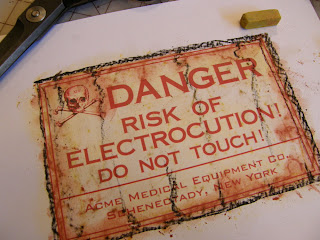 DANGER
RISK OF
ELECTROCUTION!
DO NOT TOUCH!
ACME MEDICAL EQUIPMENT CO.
SCHENECTADY, NEW YORK